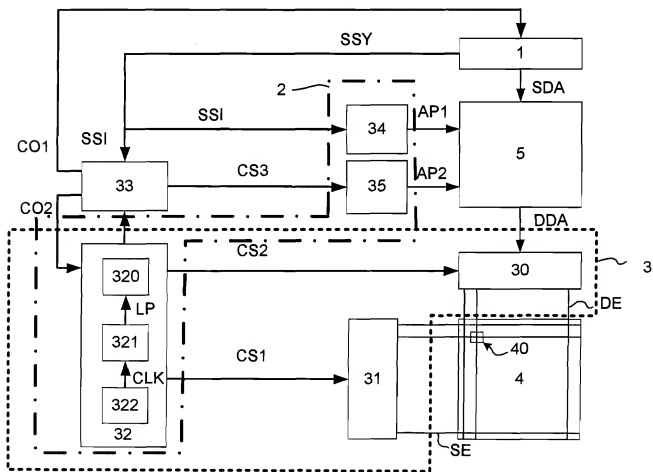 SSY
1
SDA
2
SSI
34
AP1
5
CO1
SSI
33
CS3
35
AP2
CO2
DDA
CS2
30
3
320
LP
DE
321
CS1
31
40
4
CLK
322
32
SE